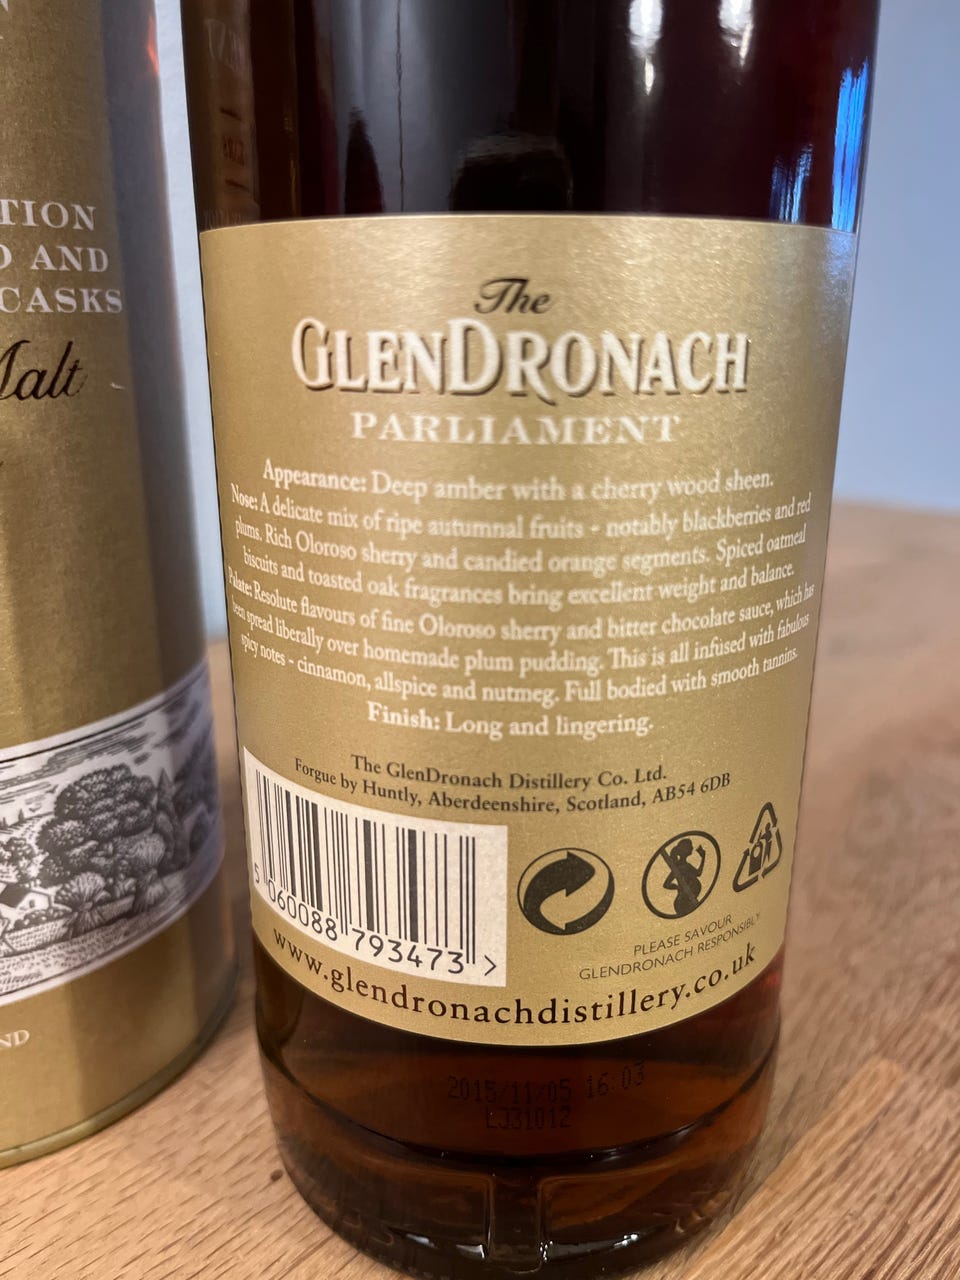 TION
AND
CASKS
Malt
ND
The
GLENDRONACH
PARLIAMENT
Appearance: Deep amber with a cherry wood sheen.
Nose: A delicate mix of ripe autumnal fruits - notably blackberries and red
plums. Rich Oloroso sherry and candied orange segments. Spiced oatmeal
biscuits and toasted oak fragrances bring excellent weight and balance.
Palate: Resolute flavours of fine Oloroso sherry and bitter chocolate sauce, which has
been spread liberally over homemade plum pudding. This is all infused with fabulous
spicy notes - cinnamon, allspice and nutmeg. Full bodied with smooth tannins.
Finish: Long and lingering.
The GlenDronach Distillery Co. Ltd.
Forgue by Huntly, Aberdeenshire, Scotland, AB54 6DB
5 060088 793473 >
PLEASE SAVOUR
GLENDRONACH RESPONSIBLY
www.glendronachdistillery.co.uk
2015/11/05 16:03
LJ31012